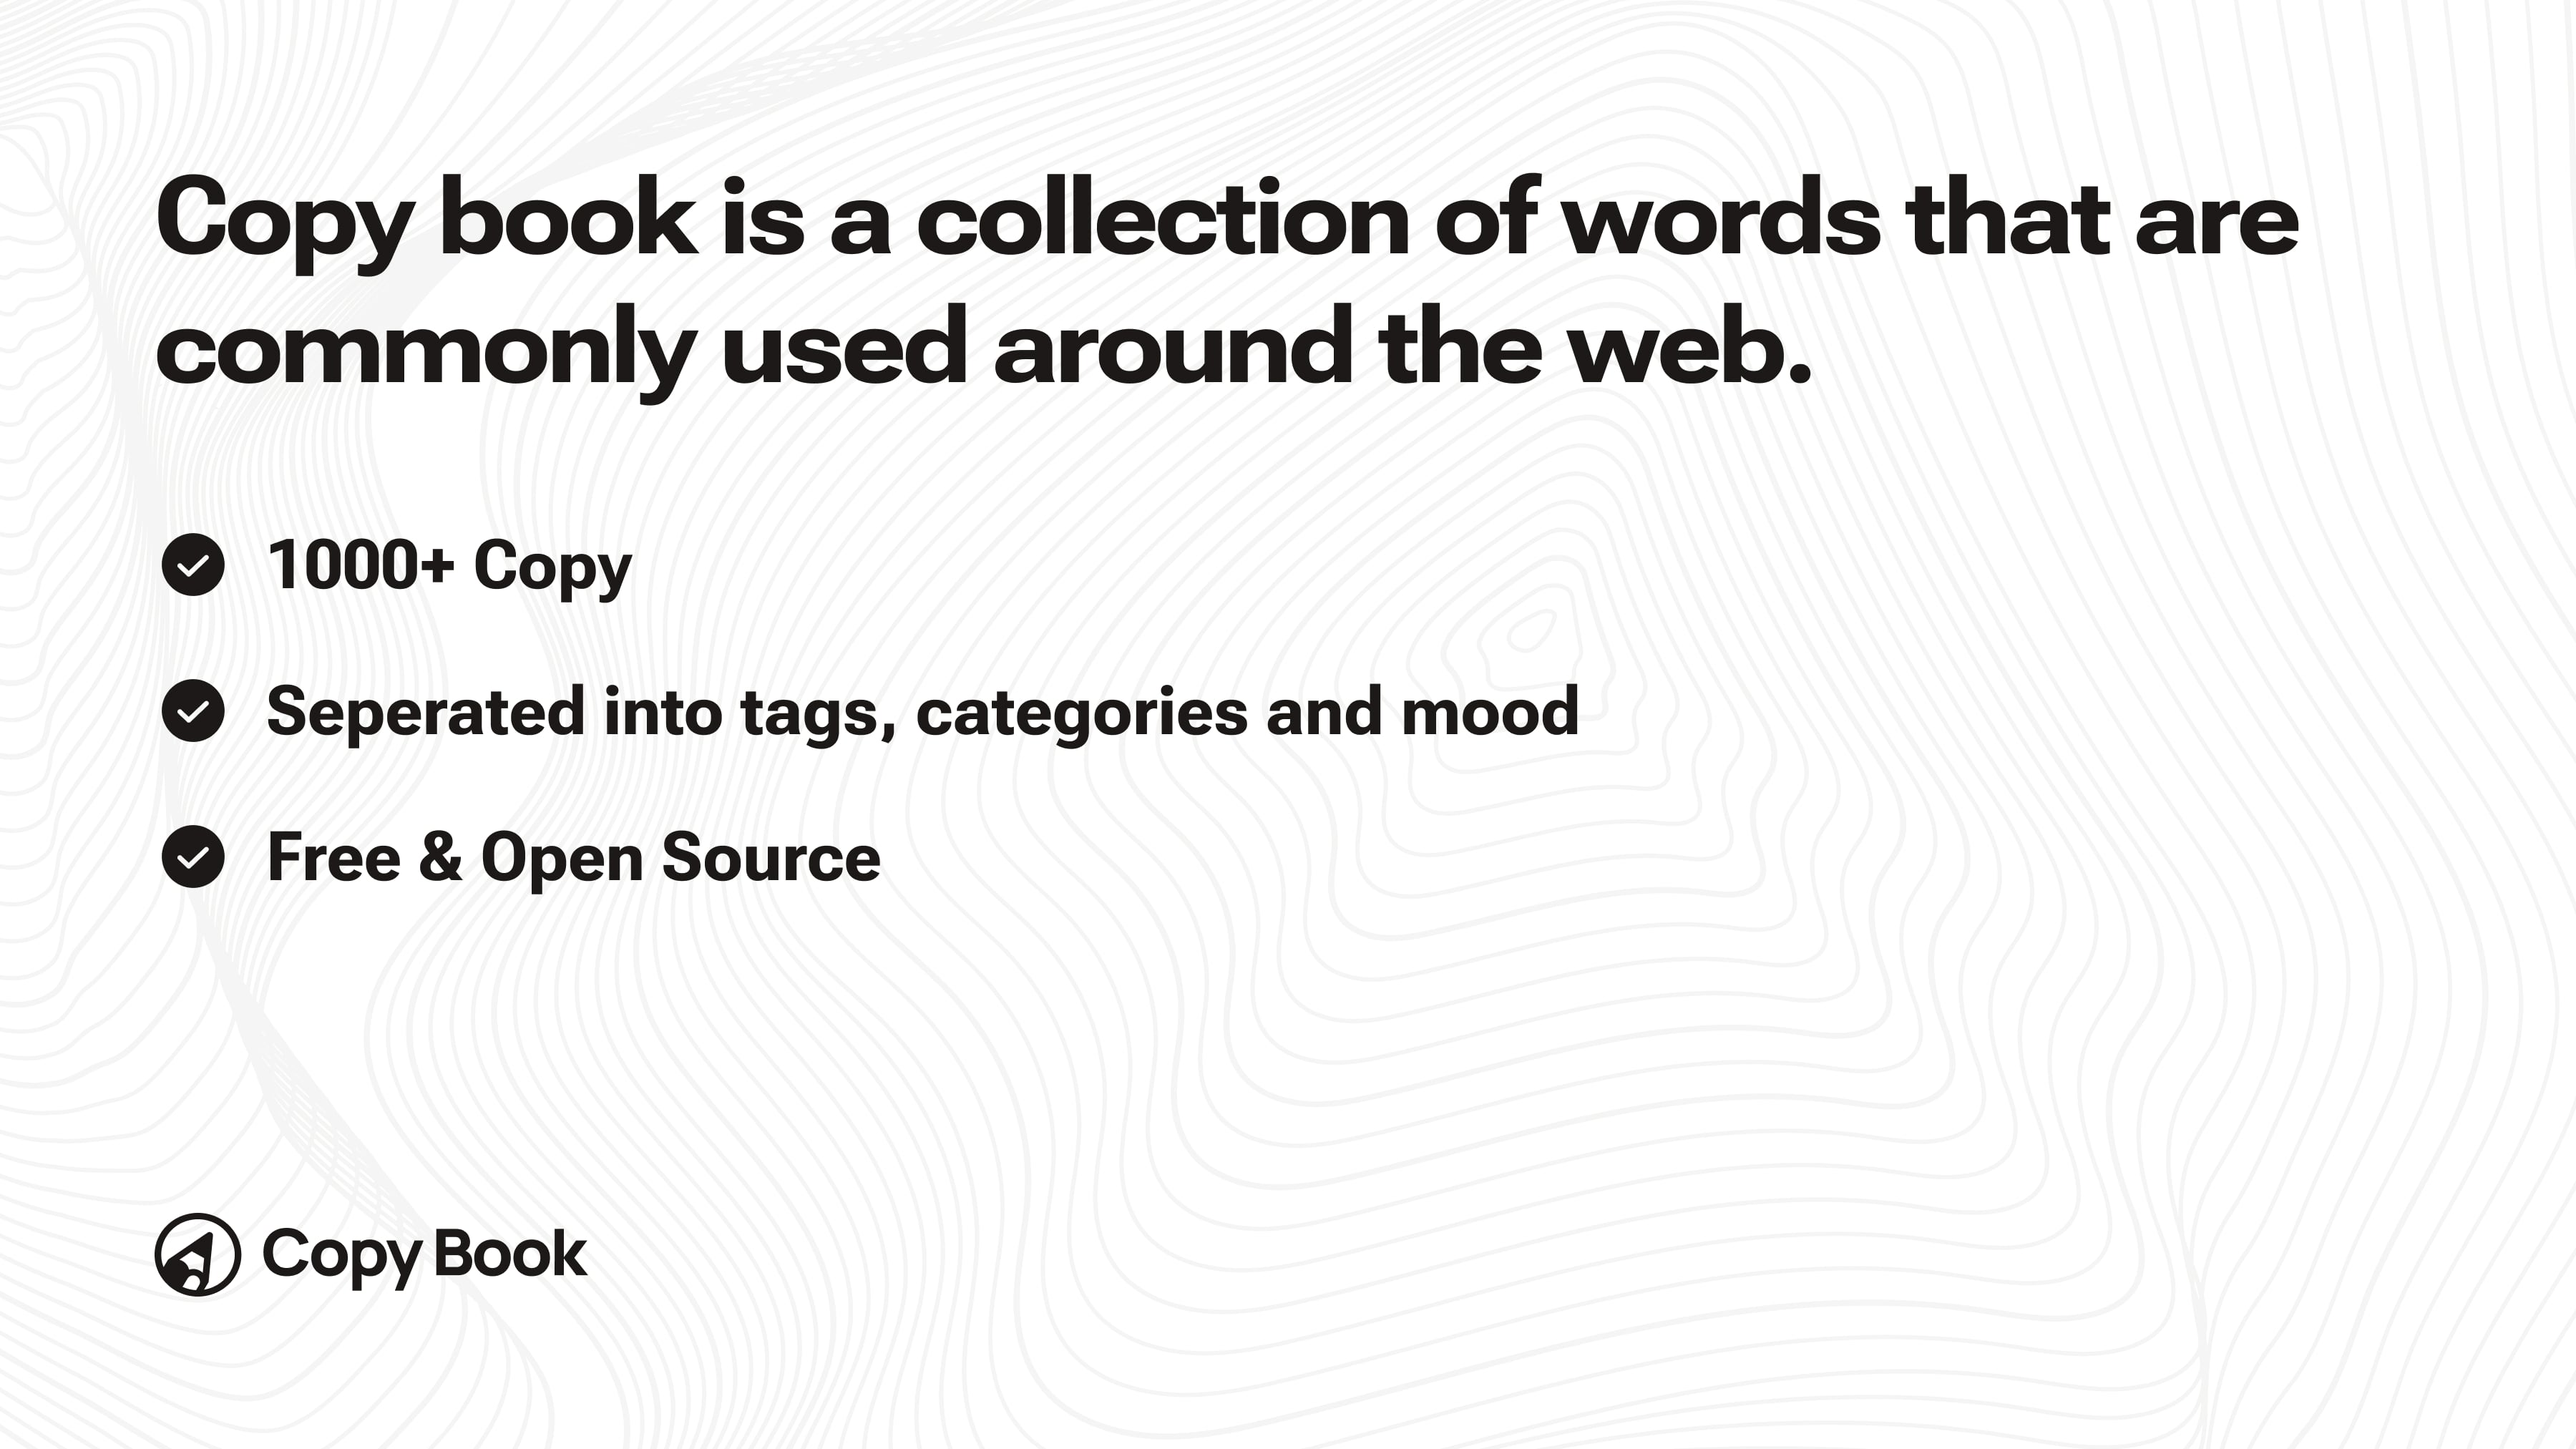 Copy book is a collection of words that are
commonly used around the web.
1000+ Copy
Seperated into tags, categories and mood
Free & Open Source
Copy Book